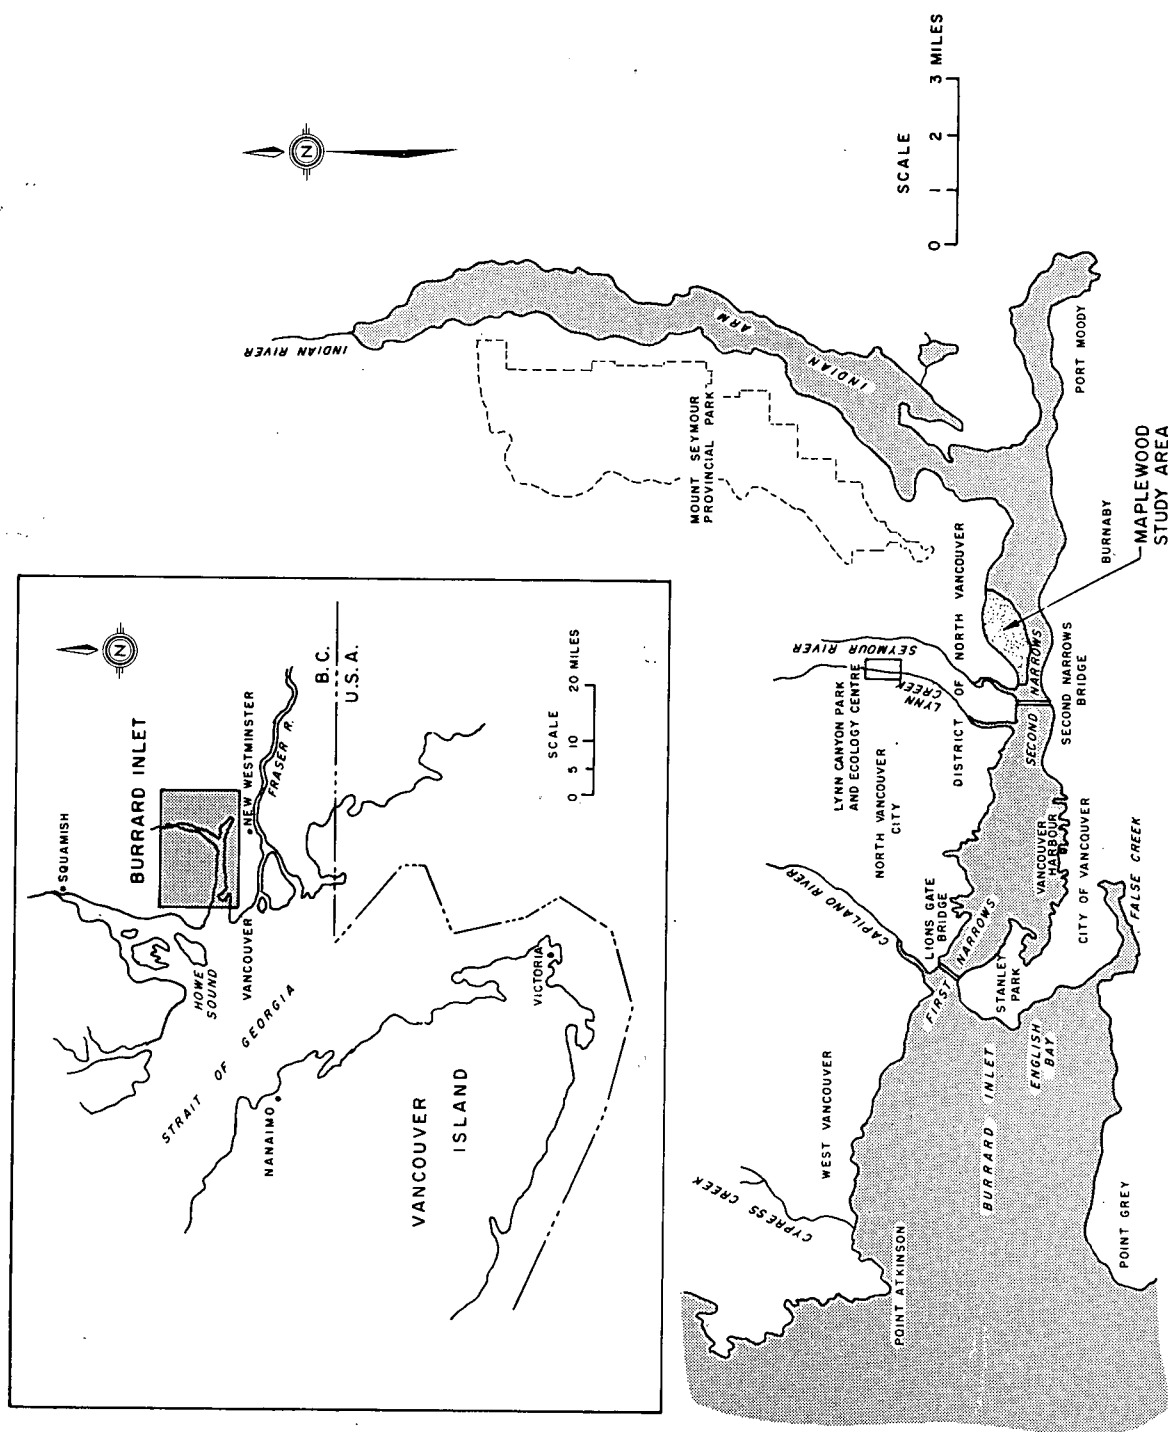 SQUAMISH
BURRARD INLET
HOWE
SOUND
VANCOUVER
NEW WESTMINSTER
FRASER R.
B.C.
U.S.A.
STRAIT OF GEORGIA
NANAIMO
VANCOUVER
ISLAND
VICTORIA
SCALE
0 5 10 20 MILES
N
N
INDIAN RIVER
MOUNT SEYMOUR
PROVINCIAL PARK
INDIAN ARM
SCALE
0 1 2 3 MILES
CYPRESS CREEK
WEST VANCOUVER
POINT ATKINSON
CAPILANO RIVER
LIONS GATE
BRIDGE
FIRST NARROWS
NORTH VANCOUVER
CITY
LYNN CANYON PARK
AND ECOLOGY CENTRE
LYNN
CREEK
SEYMOUR RIVER
DISTRICT OF NORTH VANCOUVER
SECOND NARROWS
SECOND NARROWS
BRIDGE
STANLEY
PARK
VANCOUVER
HARBOUR
CITY OF VANCOUVER
FALSE CREEK
BURRARD INLET
ENGLISH
BAY
POINT GREY
BURNABY
PORT MOODY
MAPLEWOOD
STUDY AREA